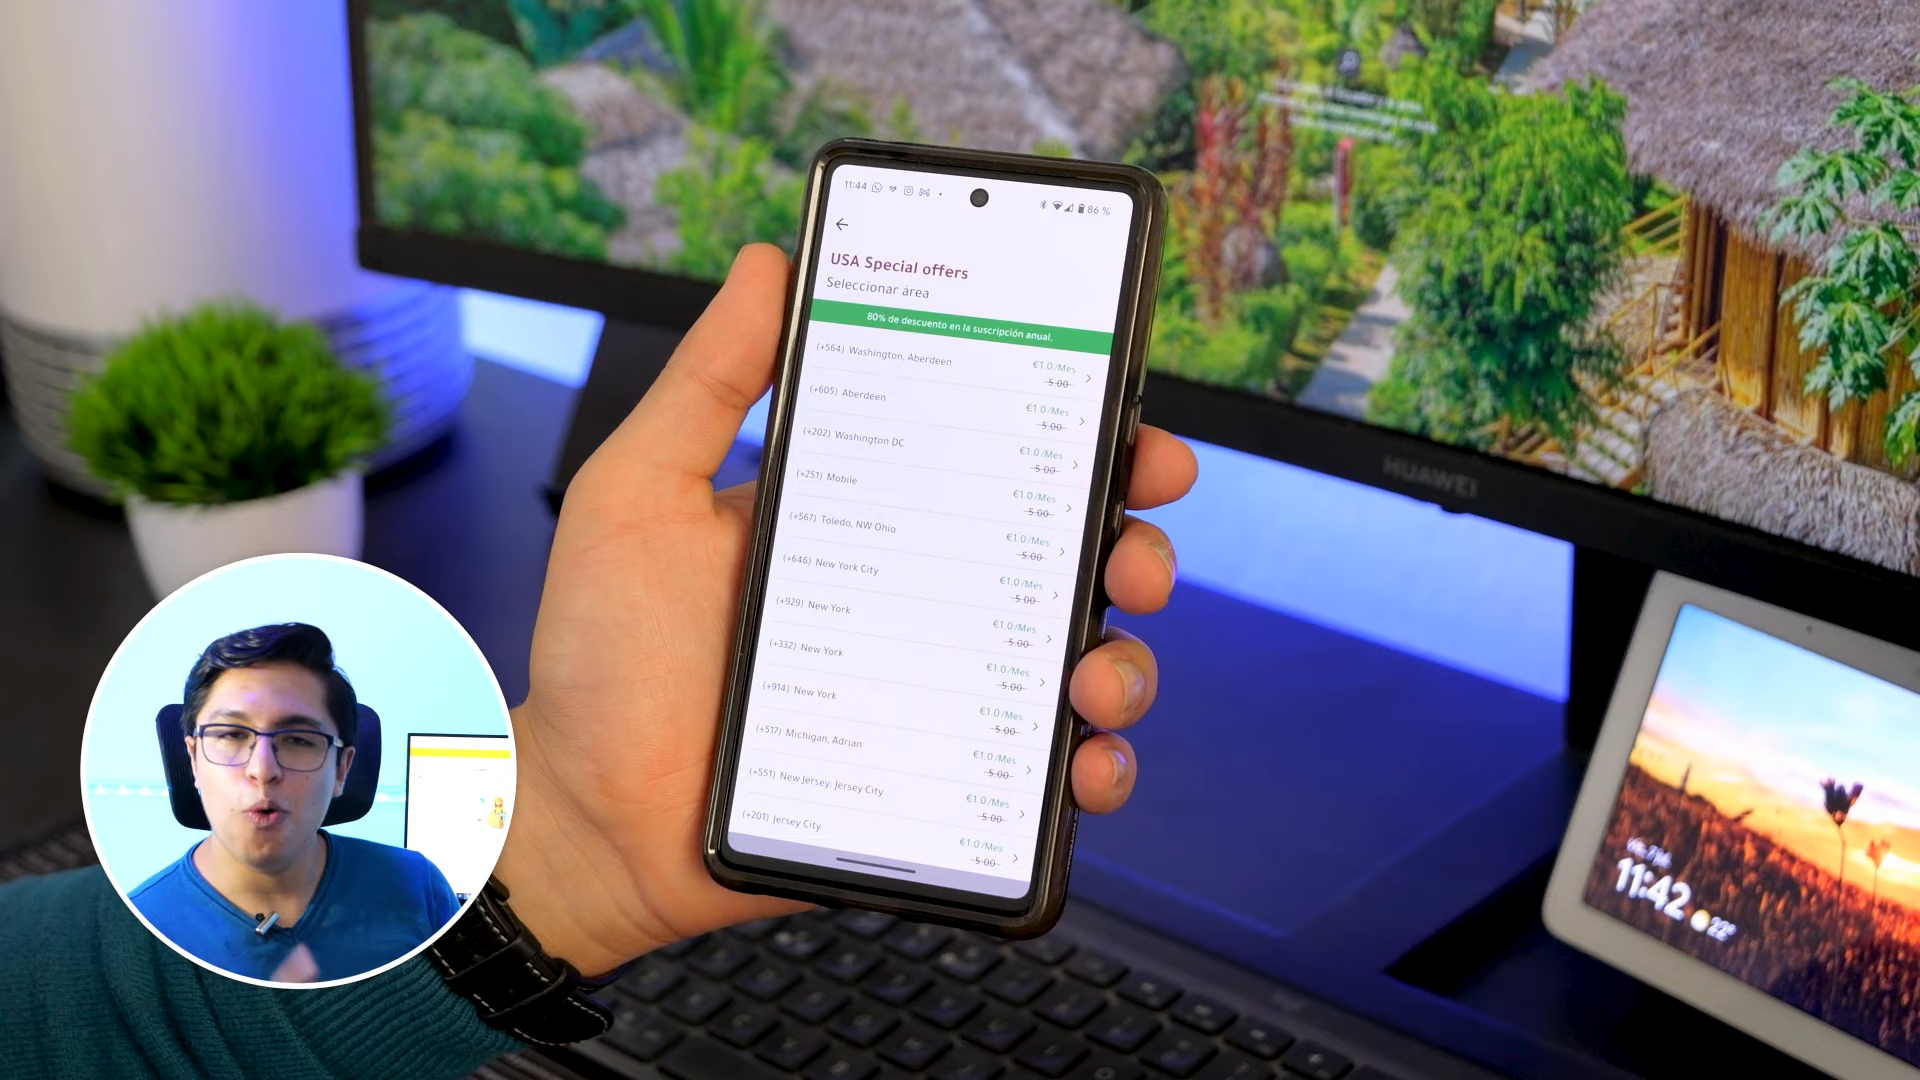 11:44
86 %
USA Special offers
Seleccionar área
80% de descuento en la suscripción anual.
(+564) Washington, Aberdeen €1.0 /Mes
5.00
(+605) Aberdeen €1.0 /Mes
5.00
(+202) Washington DC €1.0 /Mes
5.00
(+251) Mobile €1.0 /Mes
5.00
(+567) Toledo, NW Ohio €1.0 /Mes
5.00
(+646) New York City €1.0 /Mes
5.00
(+929) New York €1.0 /Mes
5.00
(+332) New York €1.0 /Mes
5.00
(+914) New York €1.0 /Mes
5.00
(+517) Michigan, Adrian €1.0 /Mes
5.00
(+551) New Jersey: Jersey City €1.0 /Mes
5.00
(+201) Jersey City €1.0 /Mes
5.00
HUAWEI
11:42
22°